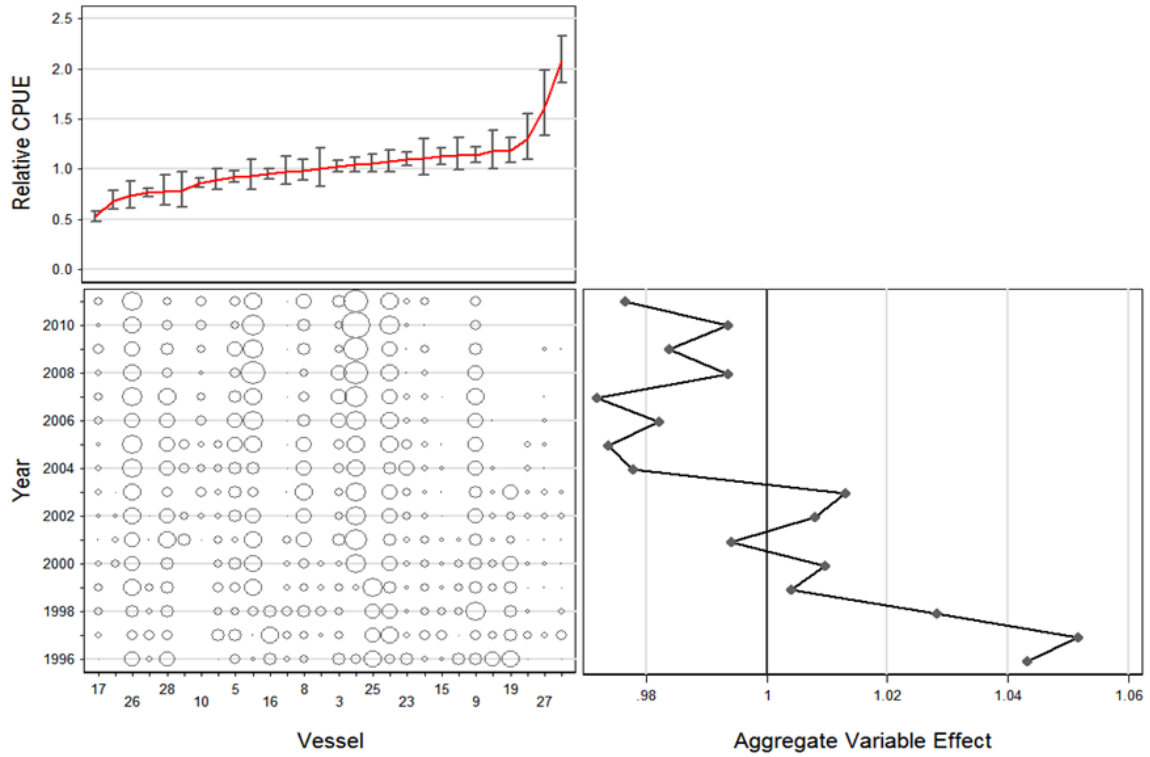 2.5
2.0
1.5
1.0
0.5
0.0
Relative CPUE
2010
2008
2006
2004
2002
2000
1998
1996
Year
17 28 5 8 25 15 19
26 10 16 3 23 9 27
Vessel
.98 1 1.02 1.04 1.06
Aggregate Variable Effect